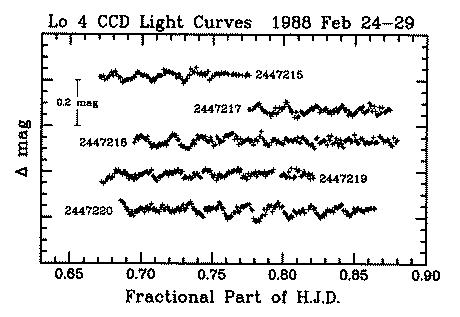 Lo 4 CCD Light Curves 1988 Feb 24-29
2447215
0.2 mag
2447217
2447216
2447219
2447220
Δ mag
0.65 0.70 0.75 0.80 0.85 0.90
Fractional Part of H.J.D.